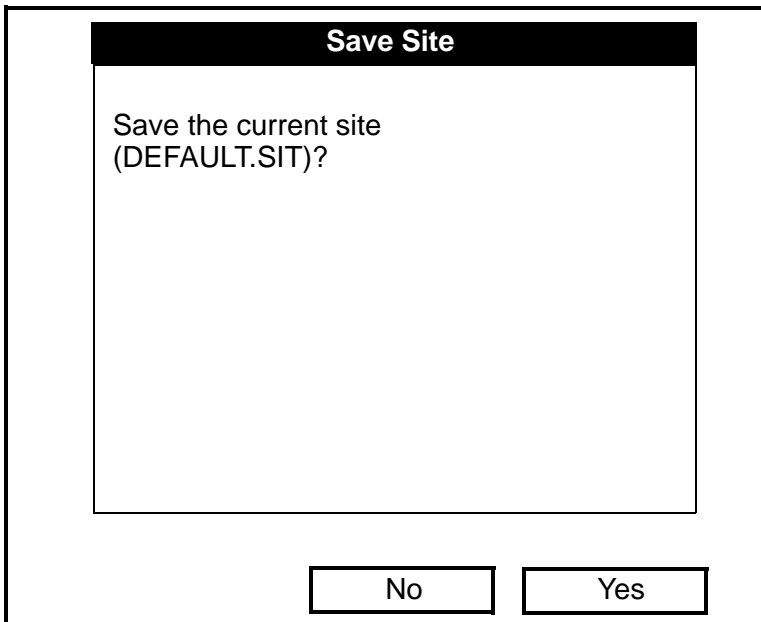 Save Site
Save the current site
(DEFAULT.SIT)?
No
Yes